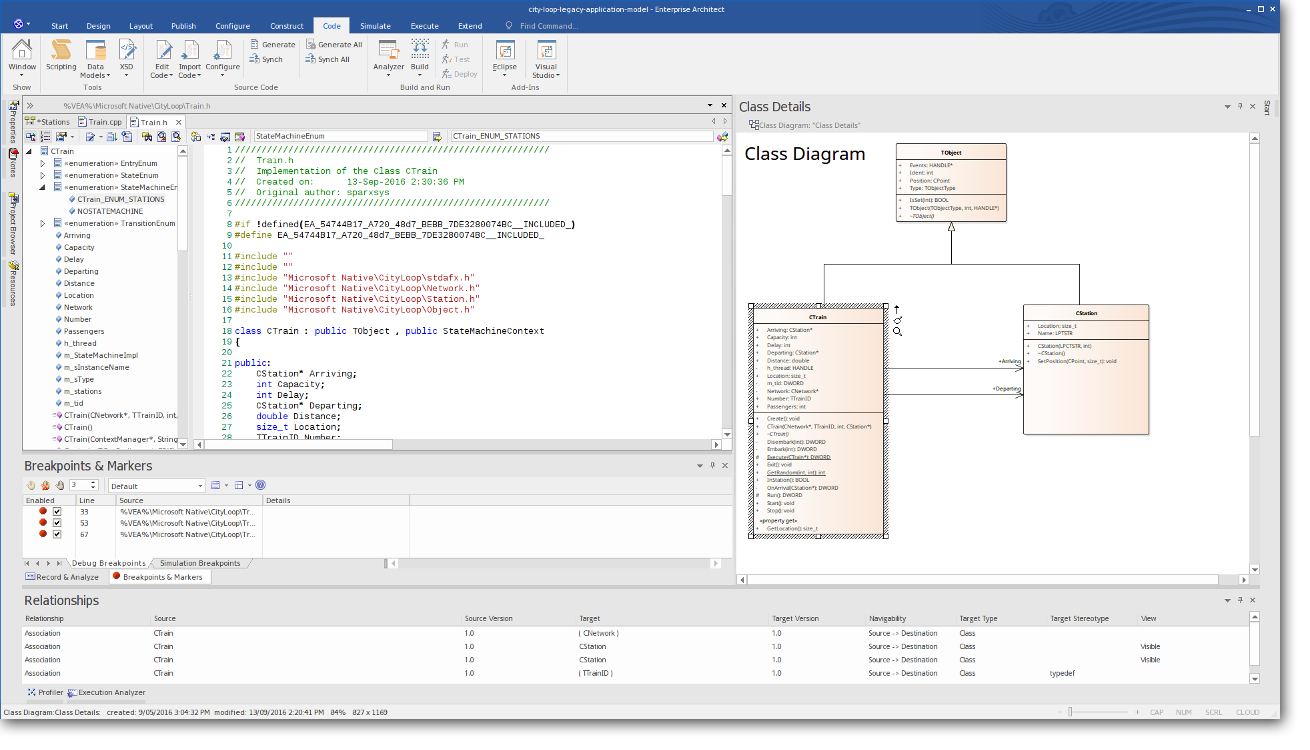 city-loop-legacy-application-model - Enterprise Architect
Start Design Layout Publish Configure Construct Code Simulate Execute Extend Find Command...
Window Scripting Data Models XSD Edit Code Import Code Configure Generate Synch Generate All Synch All Analyzer Build Run Test Deploy Eclipse Visual Studio
Show Tools Source Code Build and Run Add-Ins
Properties
Notes
Project Browser
Resources
%VEA%\Microsoft Native\CityLoop\Train.h
*Stations Train.cpp Train.h
StateMachineEnum CTrain_ENUM_STATIONS
CTrain
«enumeration» EntryEnum
«enumeration» StateEnum
«enumeration» StateMachineEr
CTrain_ENUM_STATIONS
NOSTATEMACHINE
«enumeration» TransitionEnum
Arriving
Capacity
Delay
Departing
Distance
Location
Network
Number
Passengers
h_thread
m_StateMachineImpl
m_sInstanceName
m_sType
m_stations
m_tid
CTrain(CNetwork*, TTrainID, int,
CTrain()
CTrain(ContextManager*, String
1 ///////////////////////////////////////////////////////////
2 //  Train.h
3 //  Implementation of the Class CTrain
4 //  Created on:      13-Sep-2016 2:30:36 PM
5 //  Original author: sparxsys
6 ///////////////////////////////////////////////////////////
7
8 #if !defined(EA_54744B17_A720_48d7_BEBB_7DE3280074BC__INCLUDED_)
9 #define EA_54744B17_A720_48d7_BEBB_7DE3280074BC__INCLUDED_
10
11 #include ""
12 #include ""
13 #include "Microsoft Native\CityLoop\stdafx.h"
14 #include "Microsoft Native\CityLoop\Network.h"
15 #include "Microsoft Native\CityLoop\Station.h"
16 #include "Microsoft Native\CityLoop\Object.h"
17
18 class CTrain : public TObject , public StateMachineContext
19 {
20
21 public:
22 CStation* Arriving;
23 int Capacity;
24 int Delay;
25 CStation* Departing;
26 double Distance;
27 size_t Location;
28 TTrainID Number;
Class Details
Start
Class Diagram: "Class Details"
Class Diagram
TObject
+ Events: HANDLE*
+ Ident: int
+ Position: CPoint
+ Type: TObjectType
+ IsSet(int): BOOL
+ TObject(TObjectType, int, HANDLE*)
+ ~TObject()
CTrain
+ Arriving: CStation*
+ Capacity: int
+ Delay: int
+ Departing: CStation*
+ Distance: double
- h_thread: HANDLE
+ Location: size_t
- m_tid: DWORD
- Network: CNetwork*
+ Number: TTrainID
+ Passengers: int
+ Create(): void
+ CTrain(CNetwork*, TTrainID, int, CStation*)
+ ~CTrain()
- Disembark(int): DWORD
- Embark(int): DWORD
# Execute(CTrain*): DWORD
+ Exit(): void
+ GetRandom(int, int): int
+ InStation(): BOOL
- OnArrival(CStation*): DWORD
# Run(): DWORD
+ Start(): void
+ Stop(): void
«property get»
+ GetLocation(): size_t
+Arriving
+Departing
CStation
+ Location: size_t
+ Name: LPTSTR
+ CStation(LPCTSTR, int)
+ ~CStation()
+ SetPosition(CPoint, size_t): void
Breakpoints & Markers
3 Default
Enabled Line Source Details
33 %VEA%\Microsoft Native\CityLoop\Tr...
53 %VEA%\Microsoft Native\CityLoop\Tr...
67 %VEA%\Microsoft Native\CityLoop\Tr...
Debug Breakpoints Simulation Breakpoints
Record & Analyze Breakpoints & Markers
Relationships
Relationship Source Source Version Target Target Version Navigability Target Type Target Stereotype View
Association CTrain 1.0 ( CNetwork ) 1.0 Source -> Destination Class
Association CTrain 1.0 CStation 1.0 Source -> Destination Class Visible
Association CTrain 1.0 CStation 1.0 Source -> Destination Class Visible
Association CTrain 1.0 ( TTrainID ) 1.0 Source -> Destination Class typedef
Profiler Execution Analyzer
Class Diagram:Class Details: created: 9/05/2016 3:04:32 PM modified: 13/09/2016 2:20:41 PM 84% 827 x 1169 CAP NUM SCRL CLOUD